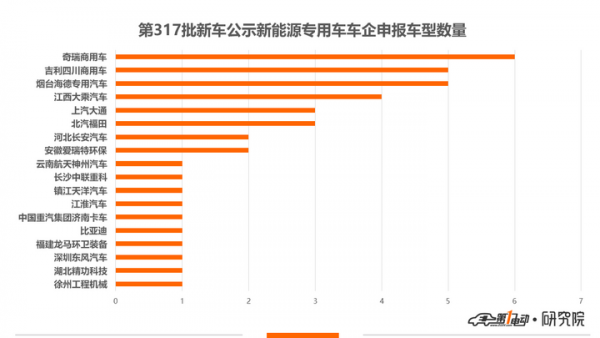 第317批新车公示新能源专用车车企申报车型数量
奇瑞商用车
吉利四川商用车
烟台海德专用汽车
江西大乘汽车
上汽大通
北汽福田
河北长安汽车
安徽爱瑞特环保
云南航天神州汽车
长沙中联重科
镇江天洋汽车
江淮汽车
中国重汽集团济南卡车
比亚迪
福建龙马环卫装备
深圳东风汽车
湖北精功科技
徐州工程机械
0 1 2 3 4 5 6 7
第1电动·研究院